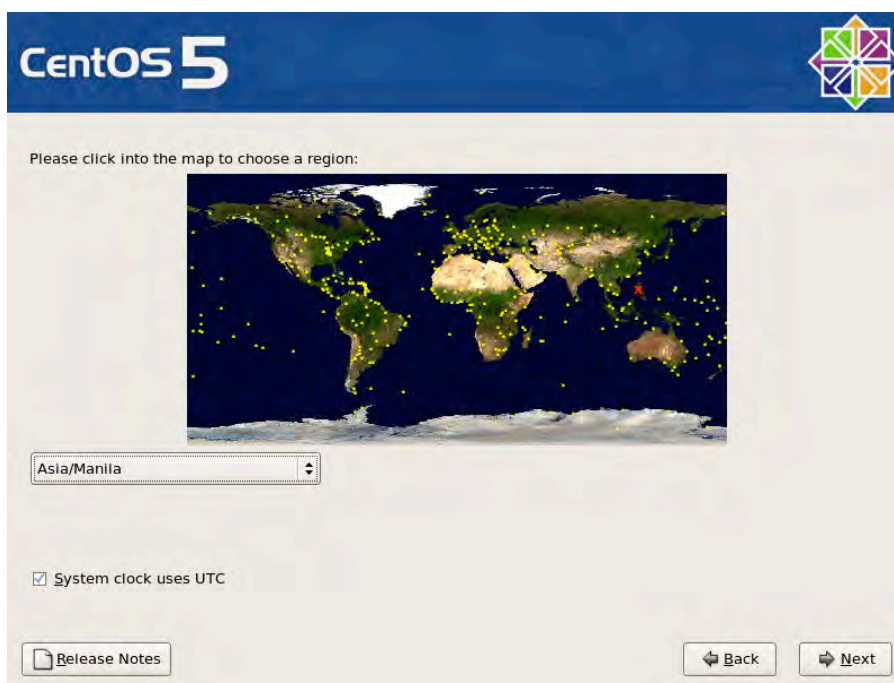 CentOS 5
Please click into the map to choose a region:
Asia/Manila
System clock uses UTC
Release Notes
Back
Next